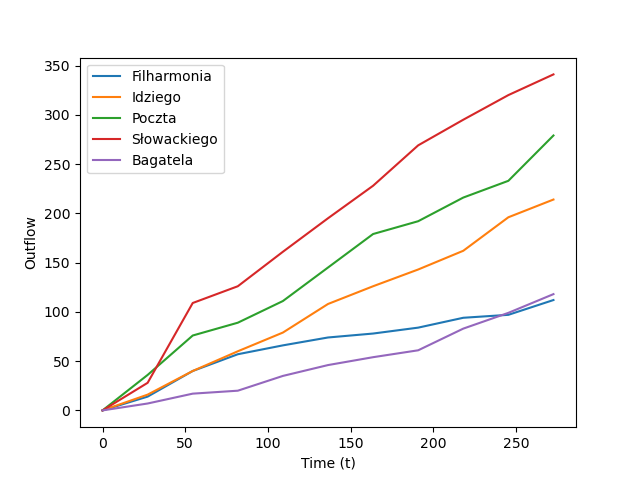 Filharmonia
Idziego
Poczta
Słowackiego
Bagatela
350
300
250
200
150
100
50
0
Outflow
0 50 100 150 200 250
Time (t)